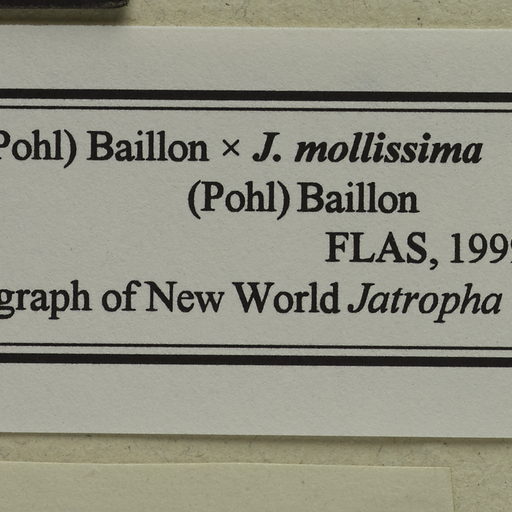 Pohl) Baillon × J. mollissima
(Pohl) Baillon
FLAS, 199
graph of New World Jatropha